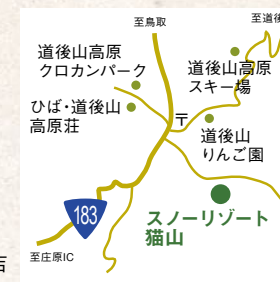 至鳥取
至道後
道後山高原
クロカンパーク
道後山高原
スキー場
ひば・道後山
高原荘
〒
道後山
りんご園
183
スノーリゾート
猫山
至庄原IC